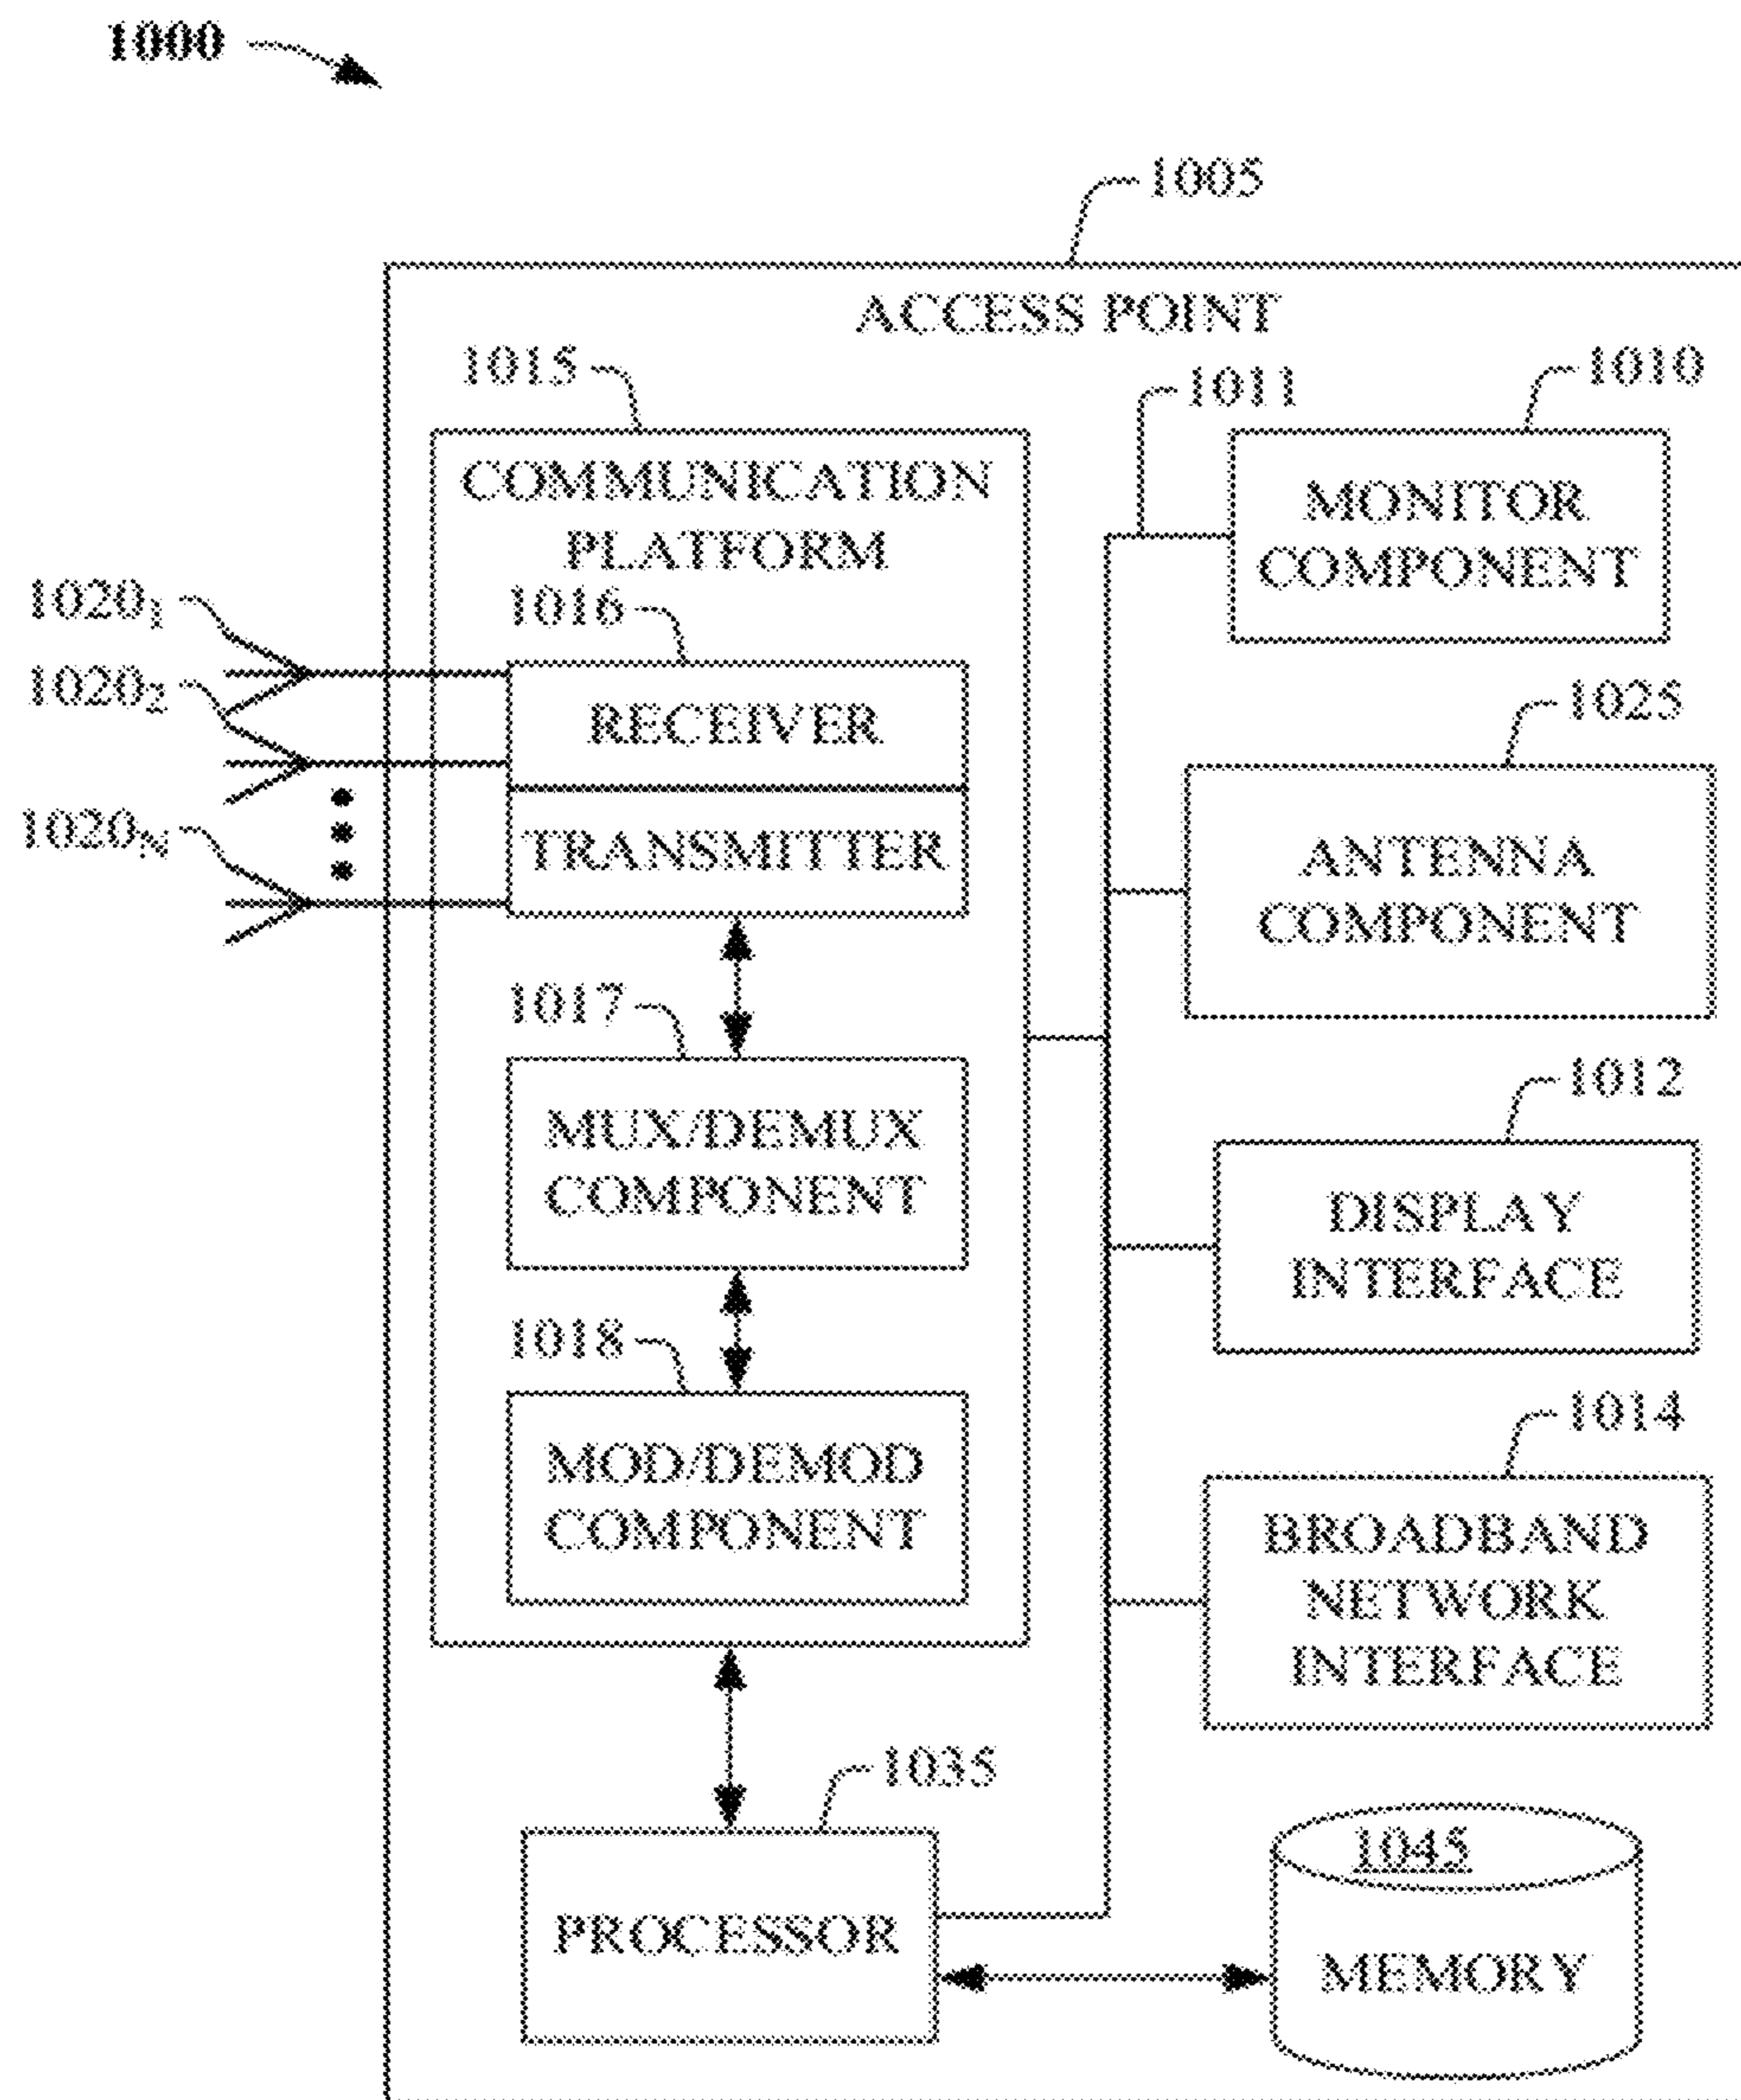 1000
1005
ACCESS POINT
1015
1011
1010
COMMUNICATION
PLATFORM
MONITOR
COMPONENT
1020₁
1016
1020₂
RECEIVER
1025
1020_N
TRANSMITTER
ANTENNA
COMPONENT
1017
1012
MUX/DEMUX
COMPONENT
DISPLAY
INTERFACE
1018
1014
MOD/DEMOD
COMPONENT
BROADBAND
NETWORK
INTERFACE
1035
1045
PROCESSOR
MEMORY